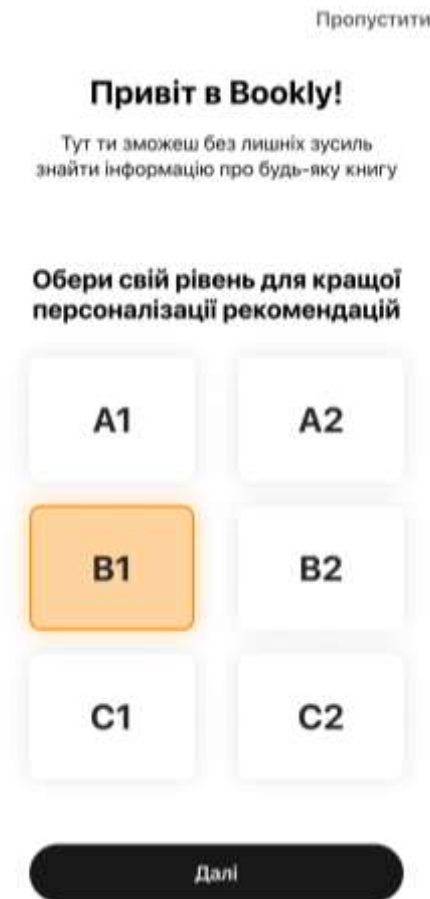 Пропустити
Привіт в Bookly!
Тут ти зможеш без лишніх зусиль
знайти інформацію про будь-яку книгу
Обери свій рівень для кращої
персоналізації рекомендацій
A1
A2
B1
B2
C1
C2
Далі